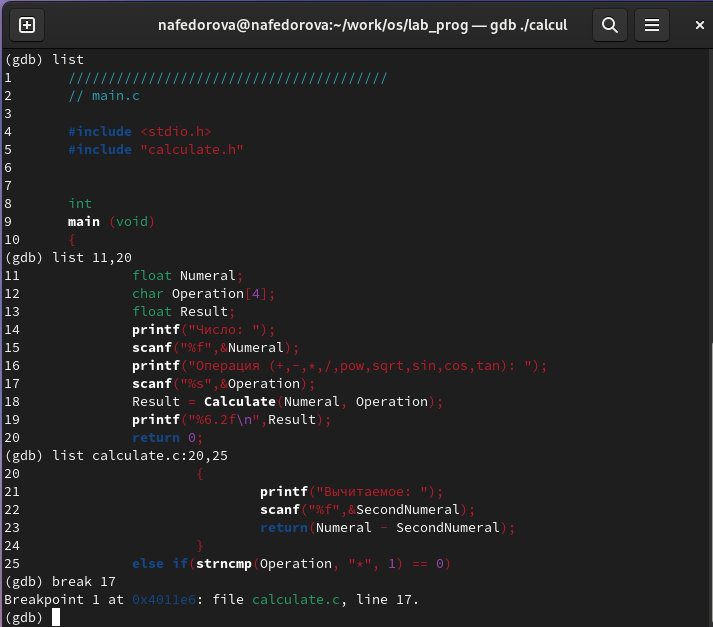 nafedorova@nafedorova:~/work/os/lab_prog — gdb ./calcul
(gdb) list
1 ////////////////////////////////////////
2 // main.c
3
4 #include <stdio.h>
5 #include "calculate.h"
6
7
8 int
9 main (void)
10 {
(gdb) list 11,20
11 float Numeral;
12 char Operation[4];
13 float Result;
14 printf("Число: ");
15 scanf("%f",&Numeral);
16 printf("Операция (+,-,*,/,pow,sqrt,sin,cos,tan): ");
17 scanf("%s",&Operation);
18 Result = Calculate(Numeral, Operation);
19 printf("%6.2f\n",Result);
20 return 0;
(gdb) list calculate.c:20,25
20 {
21 printf("Вычитаемое: ");
22 scanf("%f",&SecondNumeral);
23 return(Numeral - SecondNumeral);
24 }
25 else if(strncmp(Operation, "*", 1) == 0)
(gdb) break 17
Breakpoint 1 at 0x4011e6: file calculate.c, line 17.
(gdb)